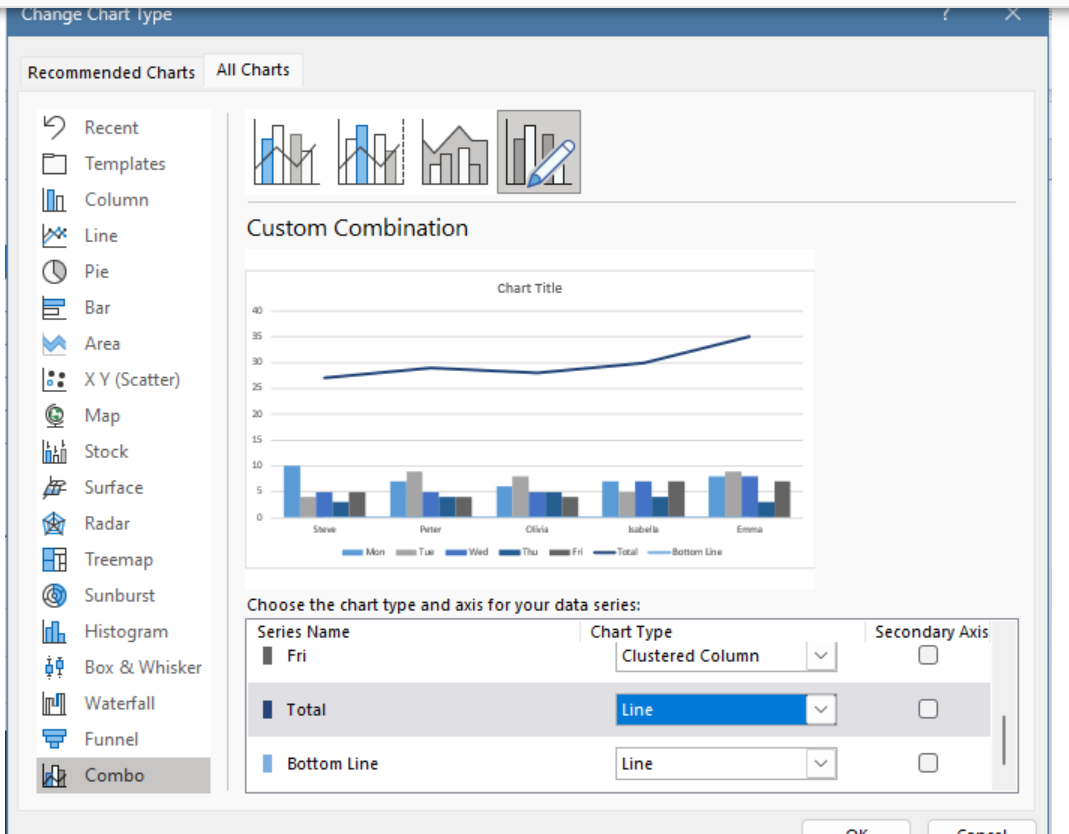 Change Chart Type ? ×
Recommended Charts All Charts
Recent
Templates
Column
Line
Pie
Bar
Area
X Y (Scatter)
Map
Stock
Surface
Radar
Treemap
Sunburst
Histogram
Box & Whisker
Waterfall
Funnel
Combo
Custom Combination
Chart Title
40
35
30
25
20
15
10
5
0
Steve Peter Olivia Isabella Emma
Mon Tue Wed Thu Fri Total Bottom Line
Choose the chart type and axis for your data series:
Series Name Chart Type Secondary Axis
Fri Clustered Column
Total Line
Bottom Line Line
OK Cancel